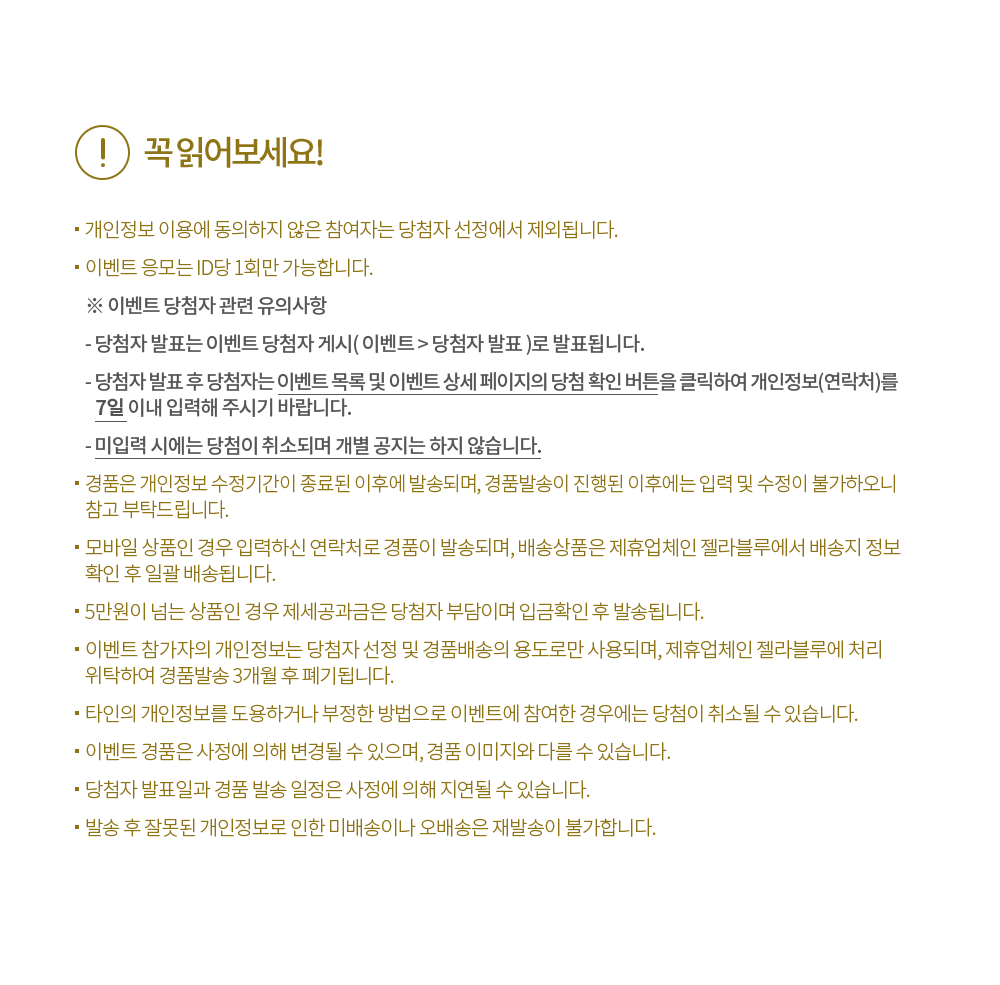 ! 꼭 읽어보세요!
▪ 개인정보 이용에 동의하지 않은 참여자는 당첨자 선정에서 제외됩니다.
▪ 이벤트 응모는 ID당 1회만 가능합니다.
※ 이벤트 당첨자 관련 유의사항
- 당첨자 발표는 이벤트 당첨자 게시( 이벤트 > 당첨자 발표 )로 발표됩니다.
- 당첨자 발표 후 당첨자는 이벤트 목록 및 이벤트 상세 페이지의 당첨 확인 버튼을 클릭하여 개인정보(연락처)를
7일 이내 입력해 주시기 바랍니다.
- 미입력 시에는 당첨이 취소되며 개별 공지는 하지 않습니다.
▪ 경품은 개인정보 수정기간이 종료된 이후에 발송되며, 경품발송이 진행된 이후에는 입력 및 수정이 불가하오니
참고 부탁드립니다.
▪ 모바일 상품인 경우 입력하신 연락처로 경품이 발송되며, 배송상품은 제휴업체인 젤라블루에서 배송지 정보
확인 후 일괄 배송됩니다.
▪ 5만원이 넘는 상품인 경우 제세공과금은 당첨자 부담이며 입금확인 후 발송됩니다.
▪ 이벤트 참가자의 개인정보는 당첨자 선정 및 경품배송의 용도로만 사용되며, 제휴업체인 젤라블루에 처리
위탁하여 경품발송 3개월 후 폐기됩니다.
▪ 타인의 개인정보를 도용하거나 부정한 방법으로 이벤트에 참여한 경우에는 당첨이 취소될 수 있습니다.
▪ 이벤트 경품은 사정에 의해 변경될 수 있으며, 경품 이미지와 다를 수 있습니다.
▪ 당첨자 발표일과 경품 발송 일정은 사정에 의해 지연될 수 있습니다.
▪ 발송 후 잘못된 개인정보로 인한 미배송이나 오배송은 재발송이 불가합니다.